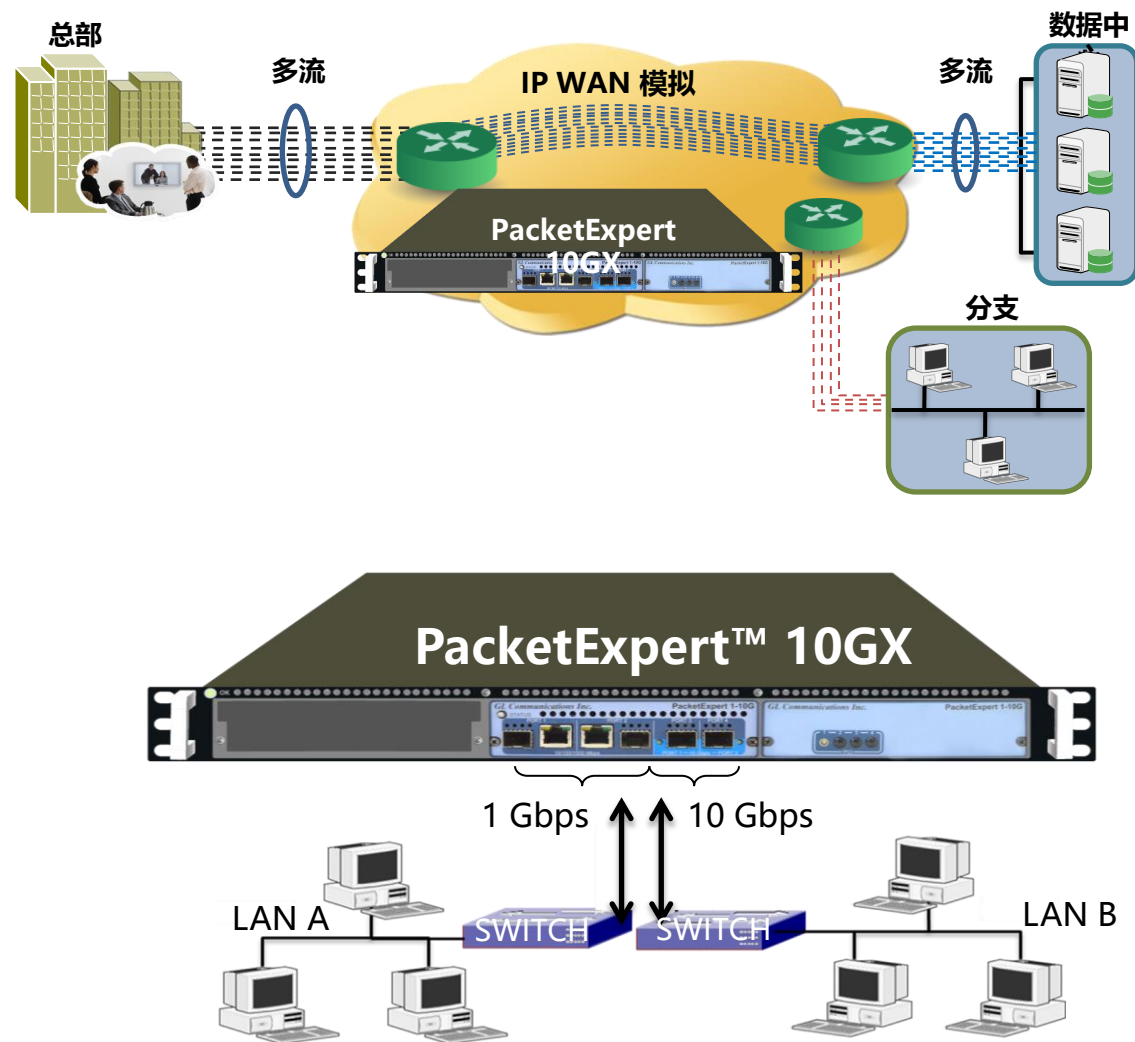 总部
多流
IP WAN 模拟
多流
数据中
PacketExpert
10GX
分支
PacketExpert™ 10GX
OK
GL Communications Inc.
PacketExpert 1-10G
STATUS
GL Communications Inc.
PacketExpert 1-10G
1 Gbps
10 Gbps
LAN A
SWITCH
SWITCH
LAN B